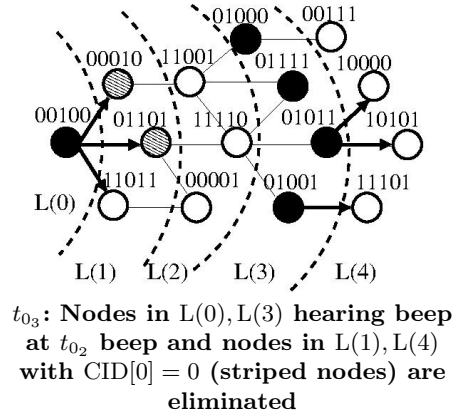 01000 00111
00010 11001 01111 10000
00100 01101 11110 01011 10101
L(0) 11011 00001 01001 11101
L(1) L(2) L(3) L(4)
t₀₃: Nodes in L(0), L(3) hearing beep
at t₀₂ beep and nodes in L(1), L(4)
with CID[0] = 0 (striped nodes) are
eliminated